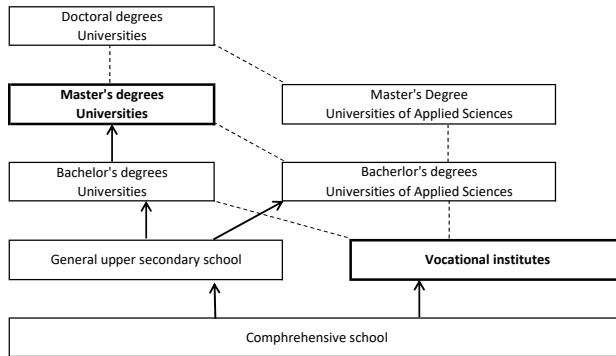 Doctoral degrees
Universities
Master's degrees
Universities
Master's Degree
Universities of Applied Sciences
Bachelor's degrees
Universities
Bacherlor's degrees
Universities of Applied Sciences
General upper secondary school
Vocational institutes
Comphrehensive school